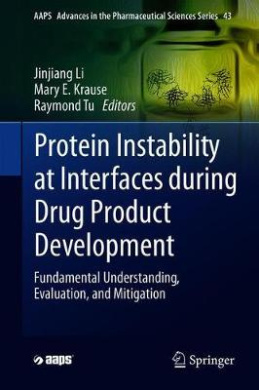 AAPS Advances in the Pharmaceutical Sciences Series 43
Jinjiang Li
Mary E. Krause
Raymond Tu Editors
Protein Instability
at Interfaces during
Drug Product
Development
Fundamental Understanding,
Evaluation, and Mitigation
aaps
Springer